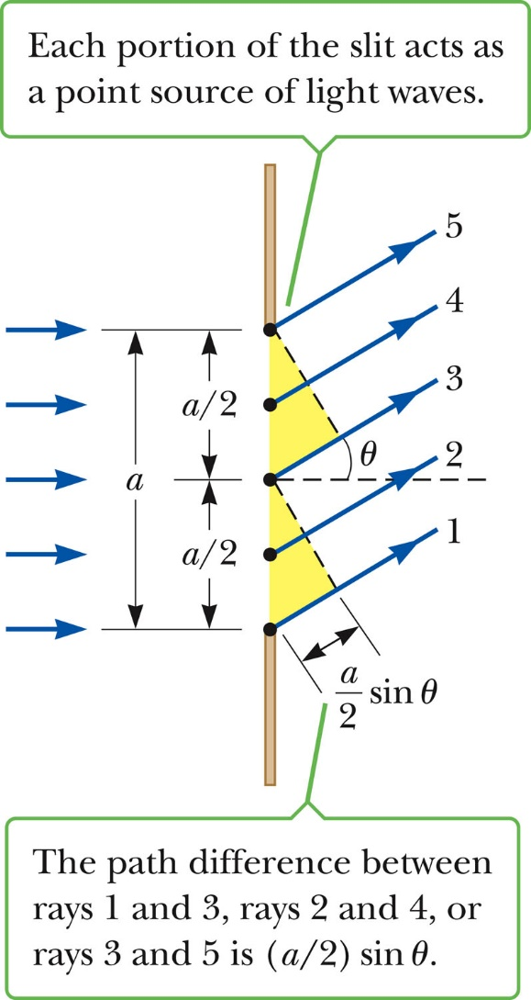 Each portion of the slit acts as
a point source of light waves.
5
4
a/2
3
θ
a
2
a/2
1
a/2 sin θ
The path difference between
rays 1 and 3, rays 2 and 4, or
rays 3 and 5 is (a/2) sin θ.